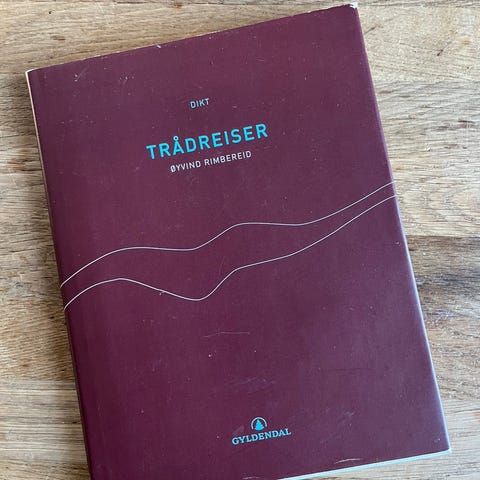 DIKT
TRÅDREISER
ØYVIND RIMBEREID
GYLDENDAL